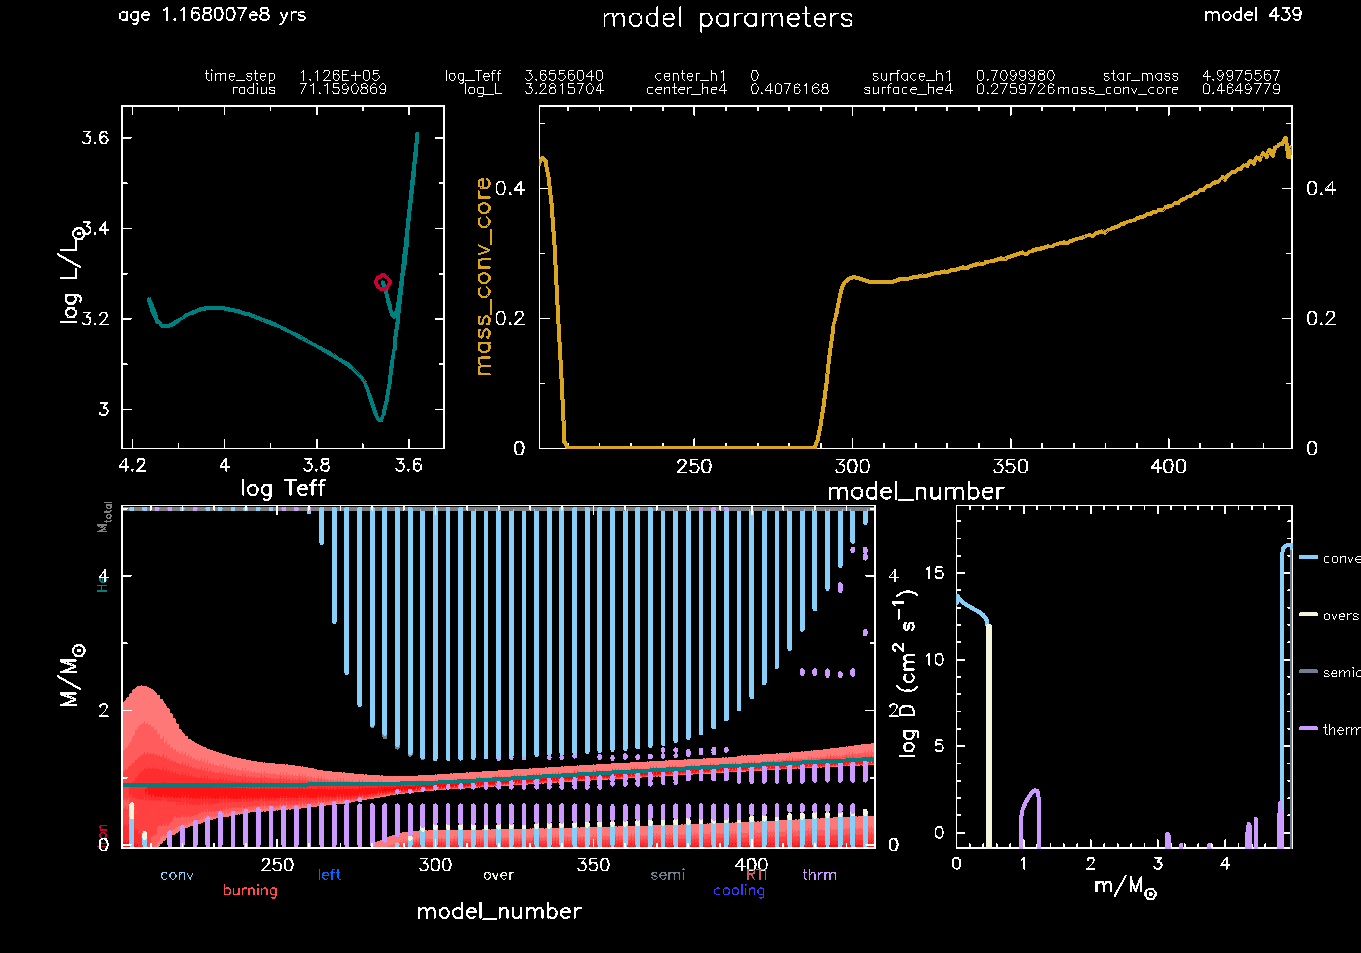 age 1.168007e8 yrs model parameters model 439
time_step 1.126E+05 log_Teff 3.6556040 center_h1 0 surface_h1 0.7099980 star_mass 4.9975567
radius 71.1590869 log_L 3.2815704 center_he4 0.4076168 surface_he4 0.2759726 mass_conv_core 0.4649779
log L/L⊙
3.6
3.4
3.2
3
4.2 4 3.8 3.6
log Teff
mass_conv_core
0.4 0.4
0.2 0.2
0 0
250 300 350 400
model_number
M/M⊙
Mtotal
He
4 4
2 2
0 0
250 300 350 400
conv left over semi RTI thrm
burning cooling
model_number
log D (cm² s⁻¹)
15
10
5
0
0 1 2 3 4
m/M⊙
conve
overs
semic
therm